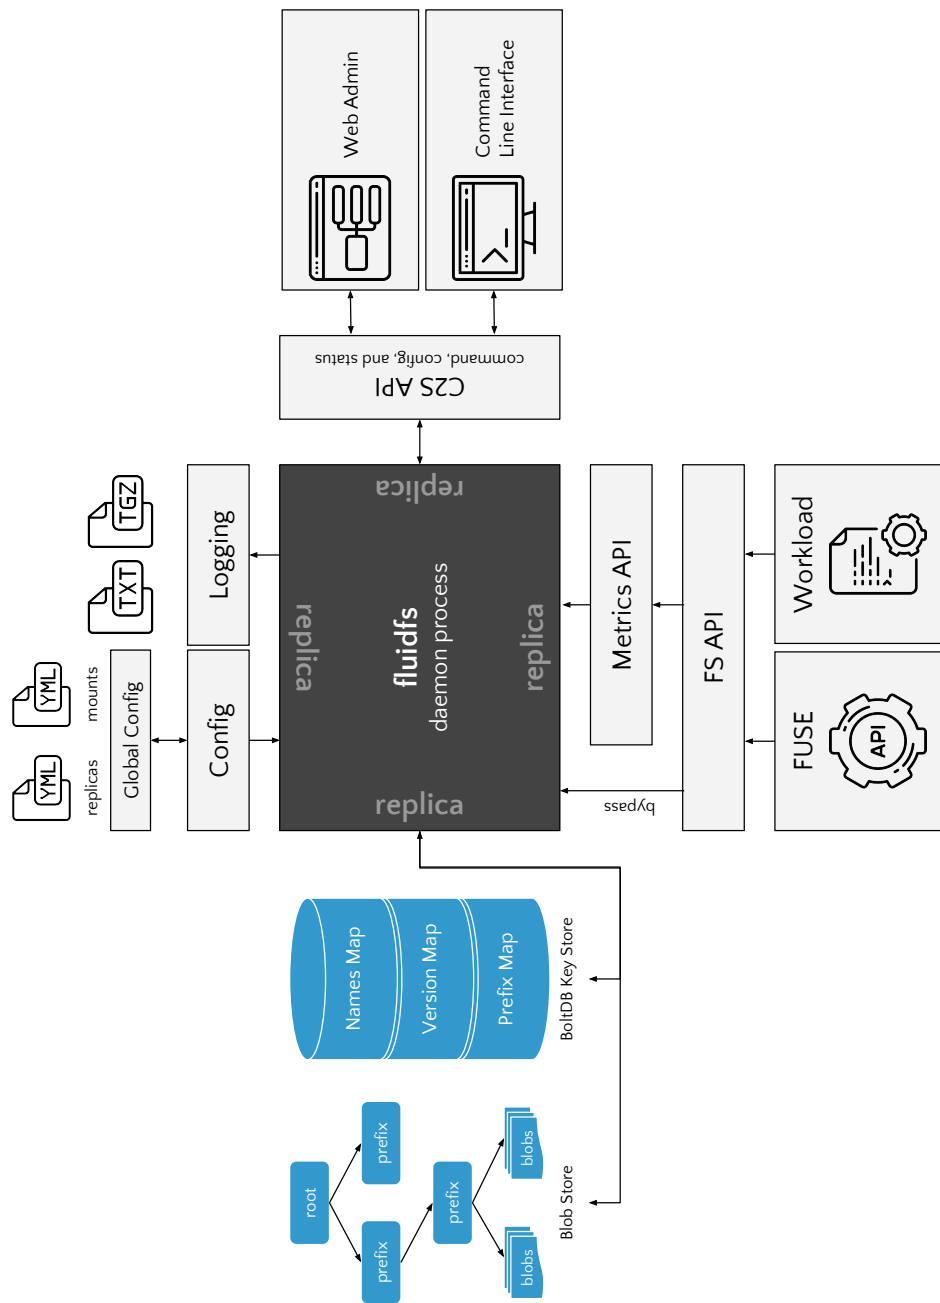 YML
YML
replicas
mounts
Global Config
TXT
TGZ
Config
Logging
replica
replica
fluidfs
daemon process
replica
replica
C2S API
command, config, and status
Web Admin
Command
Line Interface
Metrics API
bypass
FS API
FUSE
API
Workload
root
prefix
prefix
prefix
blobs
blobs
Blob Store
Names Map
Version Map
Prefix Map
BoltDB Key Store